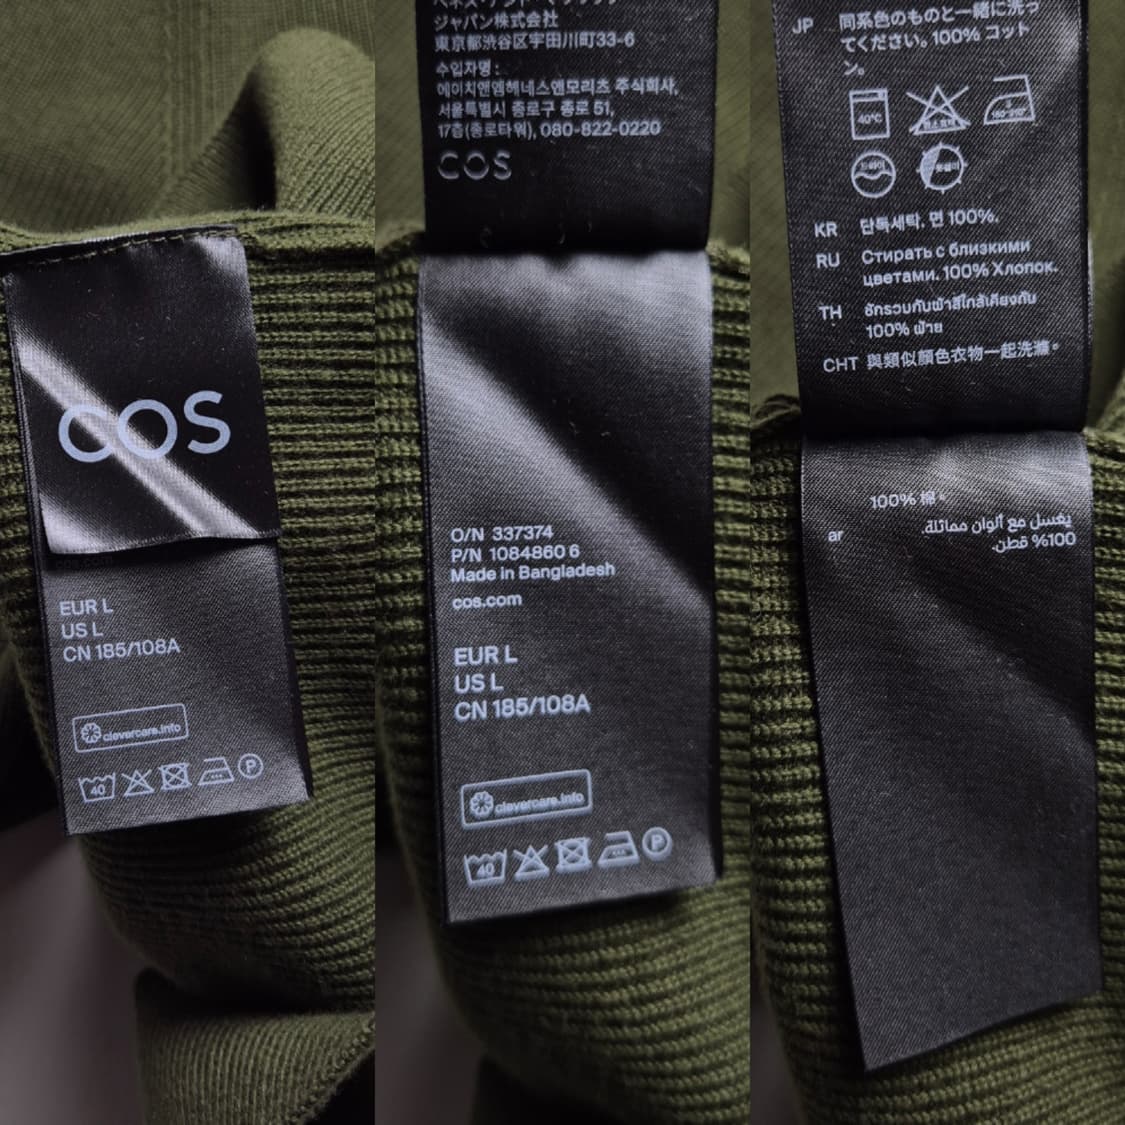 COS
EUR L
US L
CN 185/108A
clevercare.info
40
P
ジャパン株式会社
東京都渋谷区宇田川町33-6
수입자명 :
에이치앤엠헤네스앤모리츠 주식회사,
서울특별시 종로구 종로 51,
17층(종로타워), 080-822-0220
COS
O/N 337374
P/N 1084860 6
Made in Bangladesh
cos.com
EUR L
US L
CN 185/108A
clevercare.info
40
P
JP 同系色のものと一緒に洗っ
てください。100% コット
ン。
40°C
KR 단독세탁. 면 100%.
RU Стирать с близкими
цветами. 100% Хлопок.
TH ซักรวมกับผ้าสีใกล้เคียงกับ
100% ฝ้าย
CHT 與類似顏色衣物一起洗滌。
100% 棉。
ar يغسل مع ألوان مماثلة.
100% قطن.